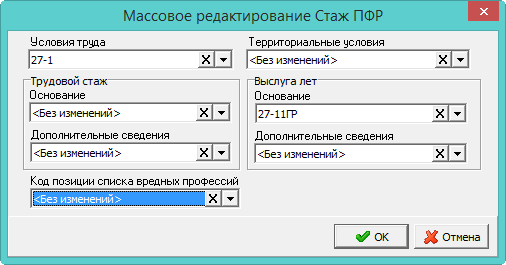 Массовое редактирование Стаж ПФР
Условия труда
27-1
Территориальные условия
<Без изменений>
Трудовой стаж
Основание
<Без изменений>
Дополнительные сведения
<Без изменений>
Выслуга лет
Основание
27-11ГР
Дополнительные сведения
<Без изменений>
Код позиции списка вредных профессий
<Без изменений>
OK
Отмена